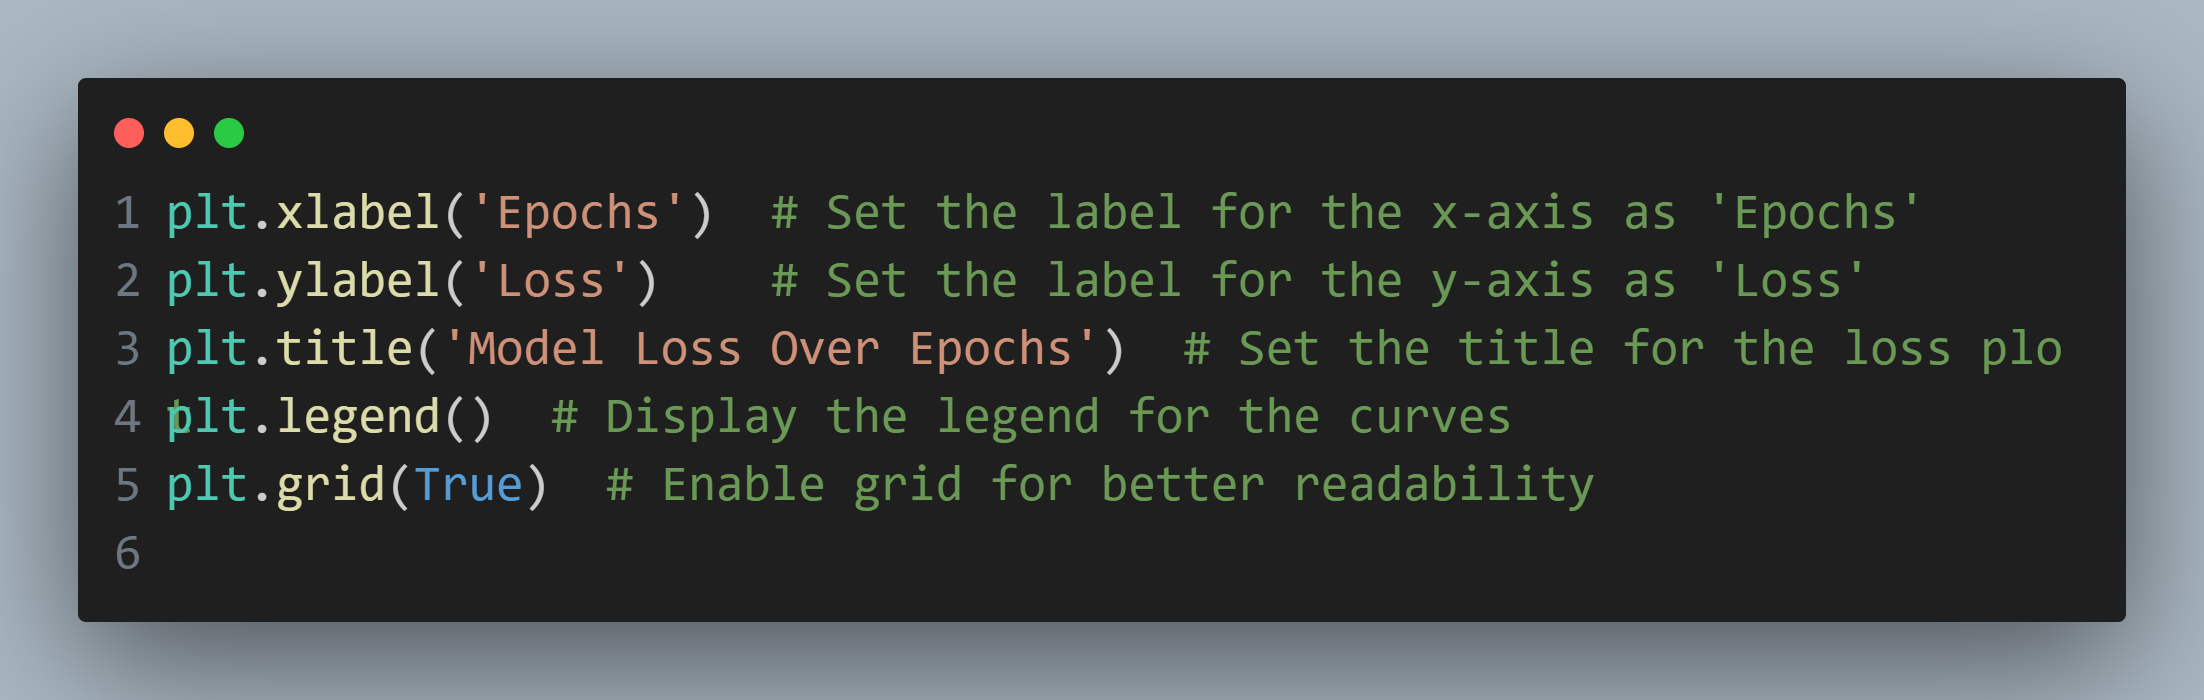 1 plt.xlabel('Epochs')  # Set the label for the x-axis as 'Epochs'
2 plt.ylabel('Loss')    # Set the label for the y-axis as 'Loss'
3 plt.title('Model Loss Over Epochs')  # Set the title for the loss plo
t
4 plt.legend()  # Display the legend for the curves
5 plt.grid(True)  # Enable grid for better readability
6